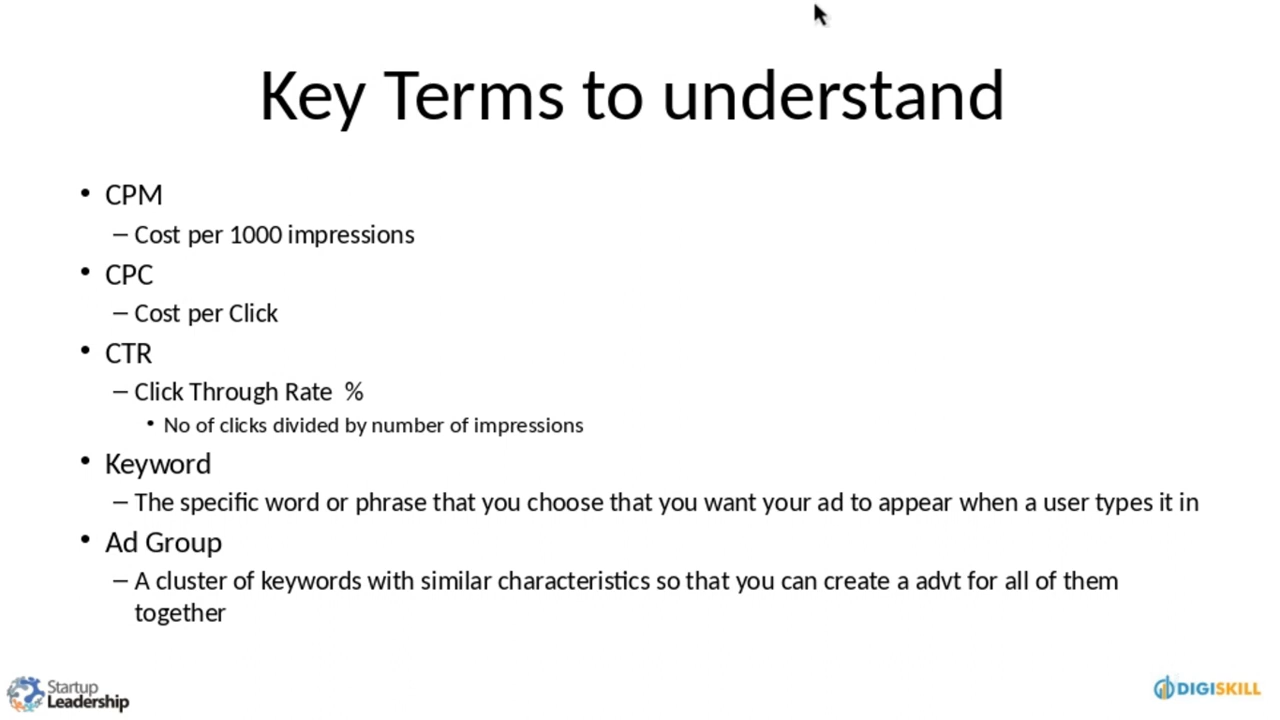 Key Terms to understand
• CPM
– Cost per 1000 impressions
• CPC
– Cost per Click
• CTR
– Click Through Rate %
• No of clicks divided by number of impressions
• Keyword
– The specific word or phrase that you choose that you want your ad to appear when a user types it in
• Ad Group
– A cluster of keywords with similar characteristics so that you can create a advt for all of them
together
Startup
Leadership
DIGISKILL